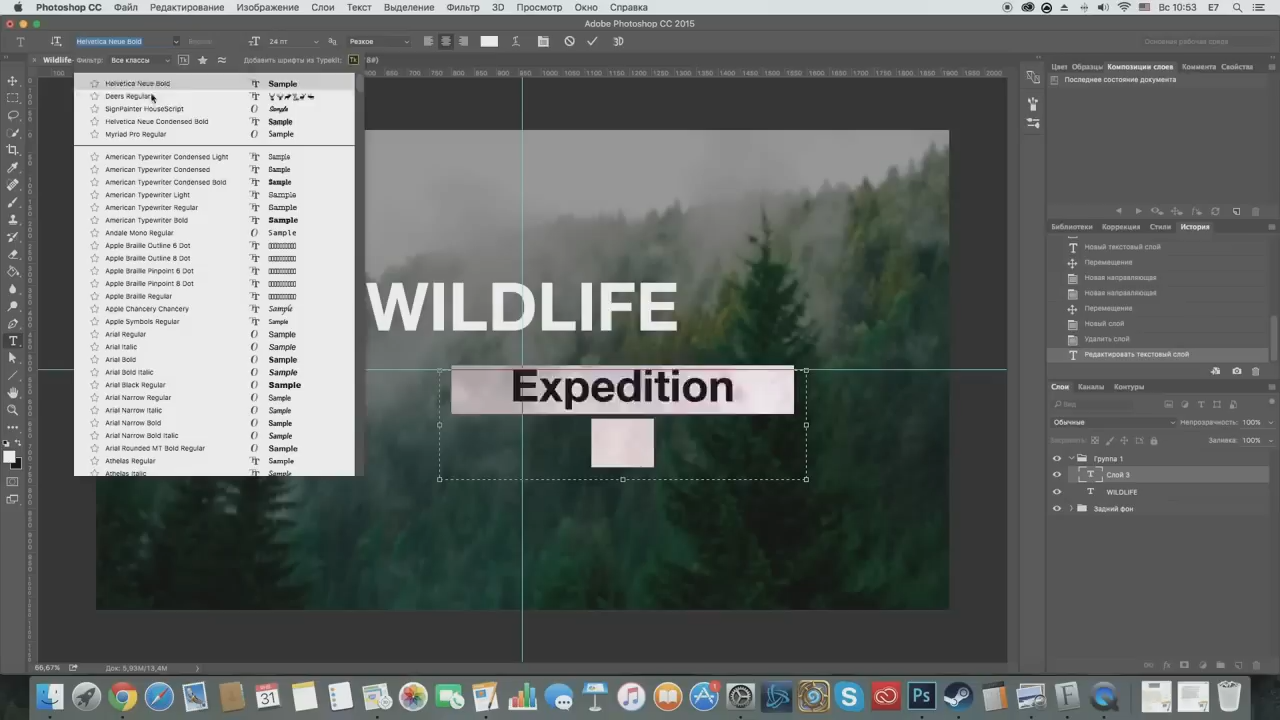 Photoshop CC Файл Редактирование Изображение Слои Текст Выделение Фильтр 3D Просмотр Окно Справка Вс 10:53 E7
Adobe Photoshop CC 2015
Helvetica Neue Bold Regular 24 пт Резкое 3D Основная рабочая среда
Wildlife Фильтр: Все классы Добавить шрифты из Typekit: Tk 8#)
Helvetica Neue Bold Sample
Deers Regular
SignPainter HouseScript Sample
Helvetica Neue Condensed Bold Sample
Myriad Pro Regular Sample
American Typewriter Condensed Light Sample
American Typewriter Condensed Sample
American Typewriter Condensed Bold Sample
American Typewriter Light Sample
American Typewriter Regular Sample
American Typewriter Bold Sample
Andale Mono Regular Sample
Apple Braille Outline 6 Dot
Apple Braille Outline 8 Dot
Apple Braille Pinpoint 6 Dot
Apple Braille Pinpoint 8 Dot
Apple Braille Regular
Apple Chancery Chancery Sample
Apple Symbols Regular Sample
Arial Regular Sample
Arial Italic Sample
Arial Bold Sample
Arial Bold Italic Sample
Arial Black Regular Sample
Arial Narrow Regular Sample
Arial Narrow Italic Sample
Arial Narrow Bold Sample
Arial Narrow Bold Italic Sample
Arial Rounded MT Bold Regular Sample
Athelas Regular Sample
Athelas Italic Sample
WILDLIFE
Expedition
Цвет Образцы Композиции слоев Коммента Свойства
Последнее состояние документа
Библиотеки Коррекция Стили История
Новый текстовый слой
Перемещение
Новая направляющая
Новая направляющая
Перемещение
Новый слой
Удалить слой
Редактировать текстовый слой
Слои Каналы Контуры
Вид
Обычные Непрозрачность: 100%
Закрепить: Заливка: 100%
Группа 1
Слой 3
WILDLIFE
Задний фон
66,67% Док: 5,93M/13,4M